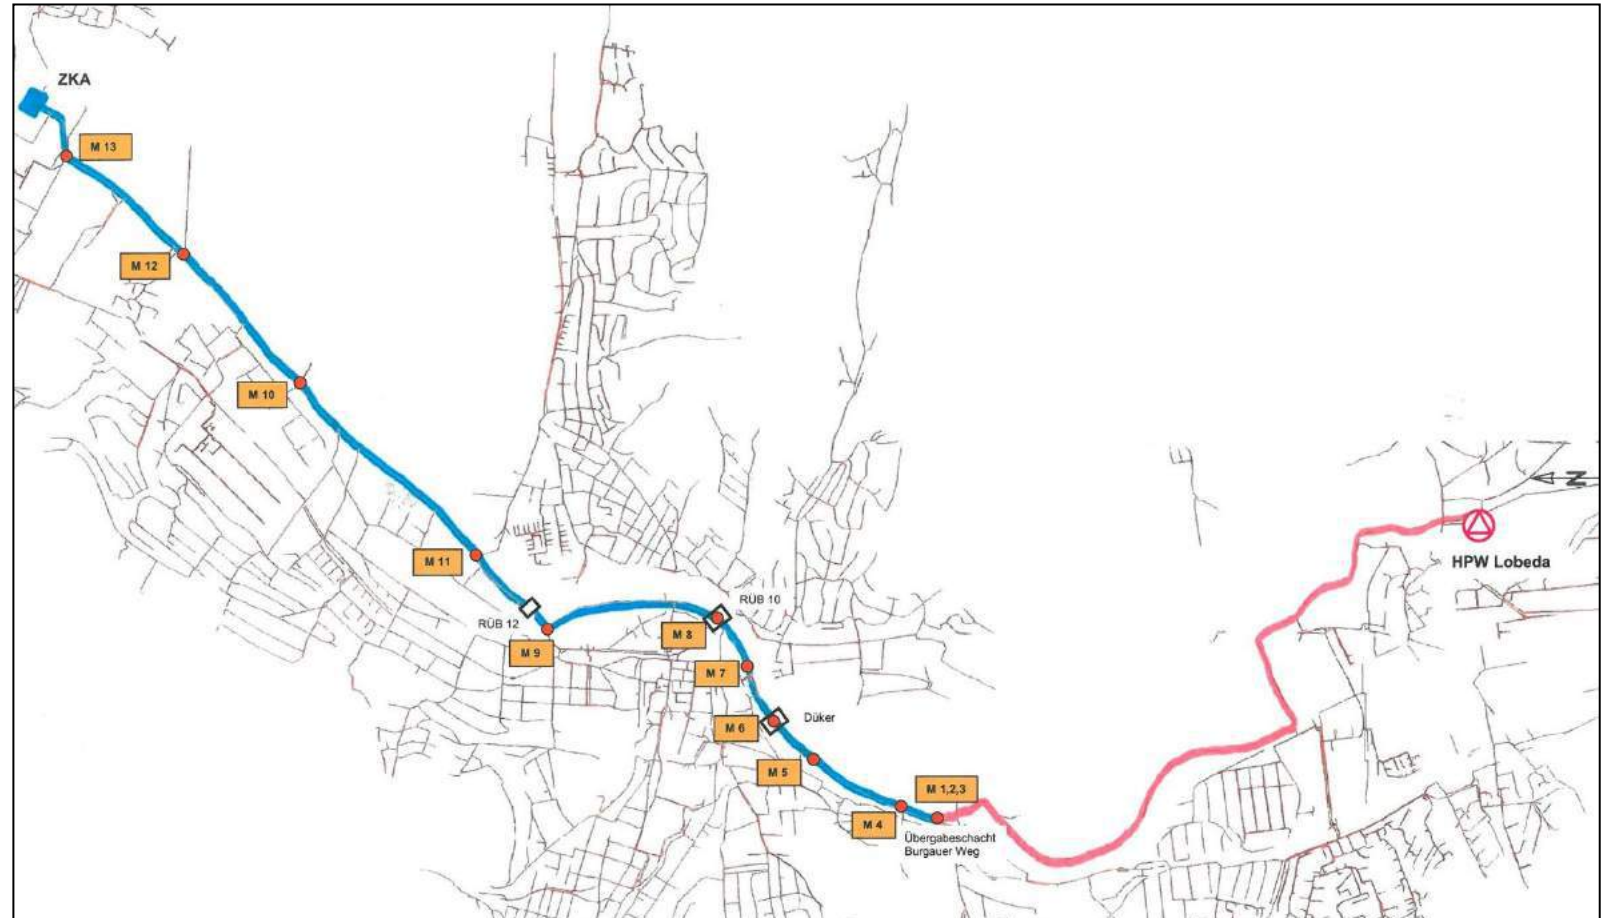 ZKA
M 13
M 12
M 10
N
M 11
HPW Lobeda
RÜB 10
RÜB 12
M 8
M 9
M 7
Düker
M 6
M 5
M 1,2,3
M 4
Übergabeschacht
Burgauer Weg